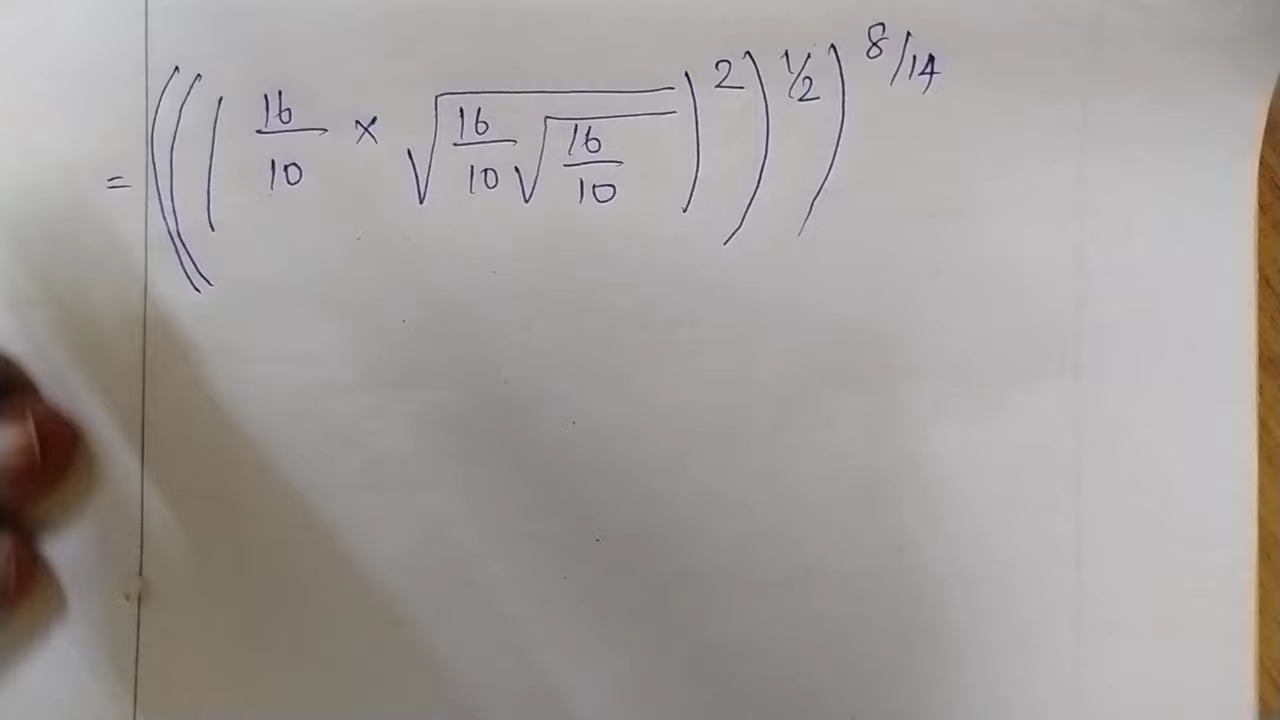 = (((16/10 × √(16/10 √(16/10)))^2)^1/2)^8/14